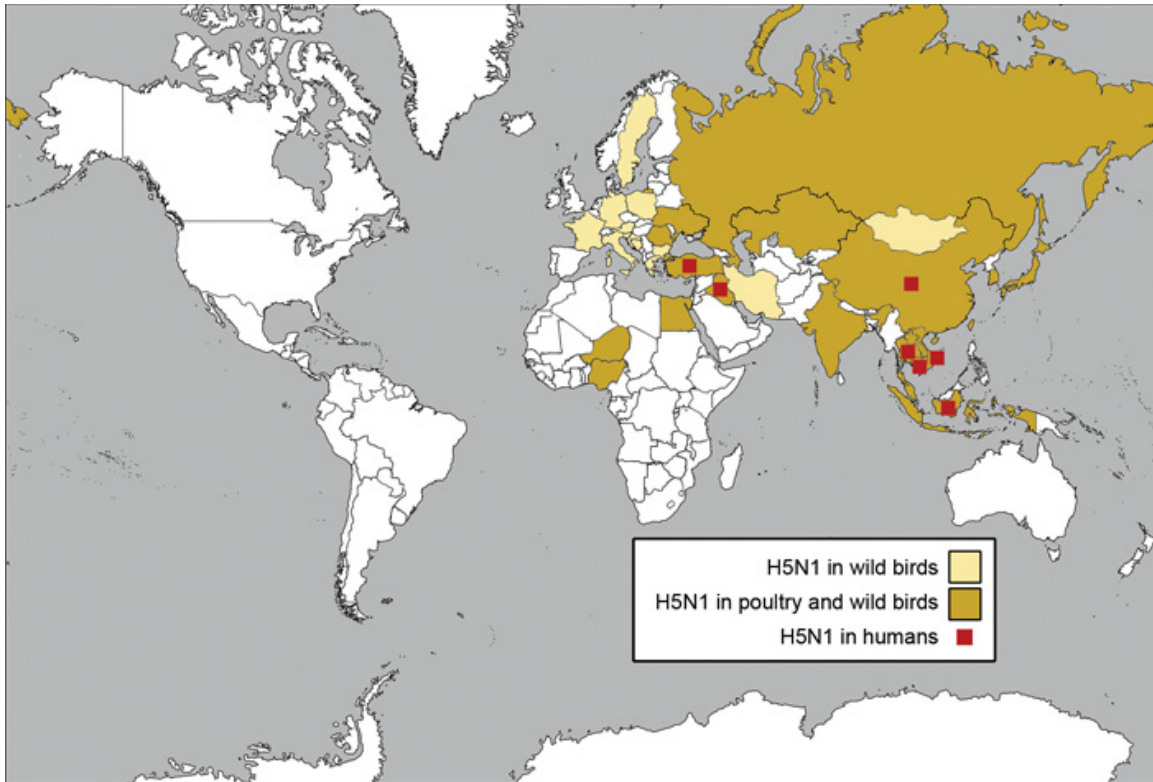 H5N1 in wild birds
H5N1 in poultry and wild birds
H5N1 in humans